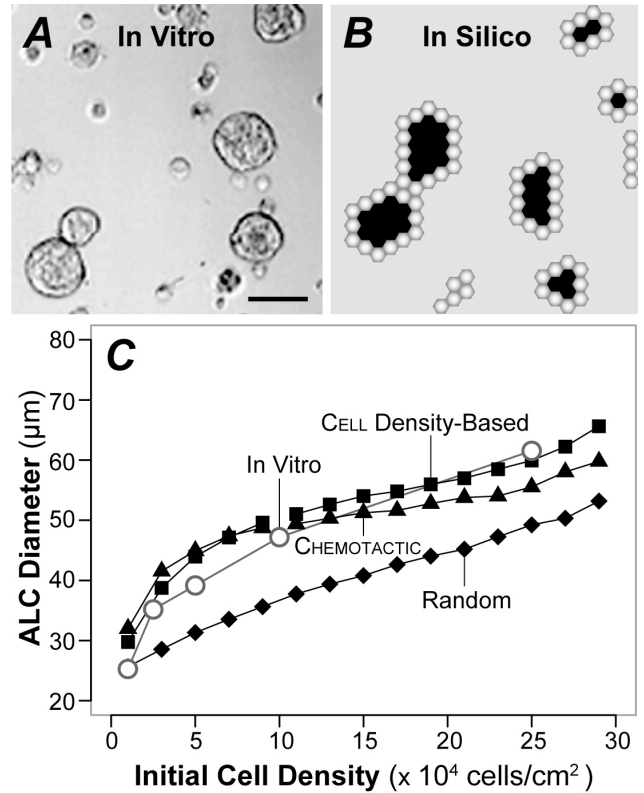 A In Vitro
B In Silico
C
80
70
60
50
40
30
20
ALC Diameter (μm)
CELL Density-Based
In Vitro
CHEMOTACTIC
Random
0 5 10 15 20 25 30
Initial Cell Density (x 10⁴ cells/cm² )